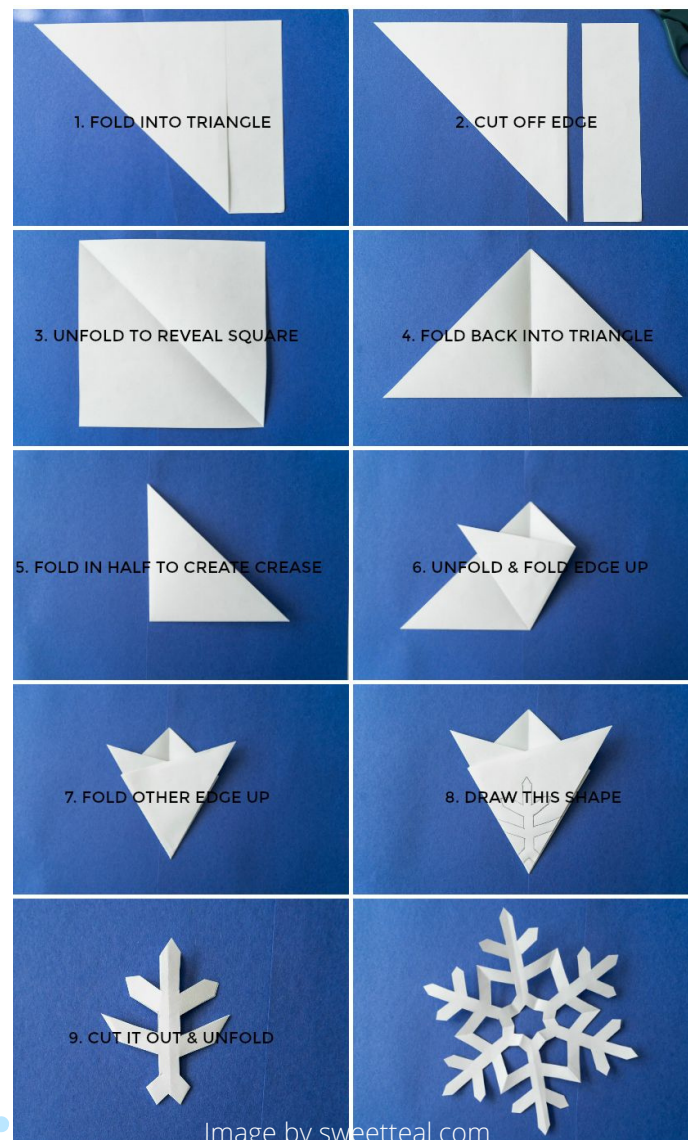 1. FOLD INTO TRIANGLE
2. CUT OFF EDGE
3. UNFOLD TO REVEAL SQUARE
4. FOLD BACK INTO TRIANGLE
5. FOLD IN HALF TO CREATE CREASE
6. UNFOLD & FOLD EDGE UP
7. FOLD OTHER EDGE UP
8. DRAW THIS SHAPE
9. CUT IT OUT & UNFOLD
Image by sweetteal.com